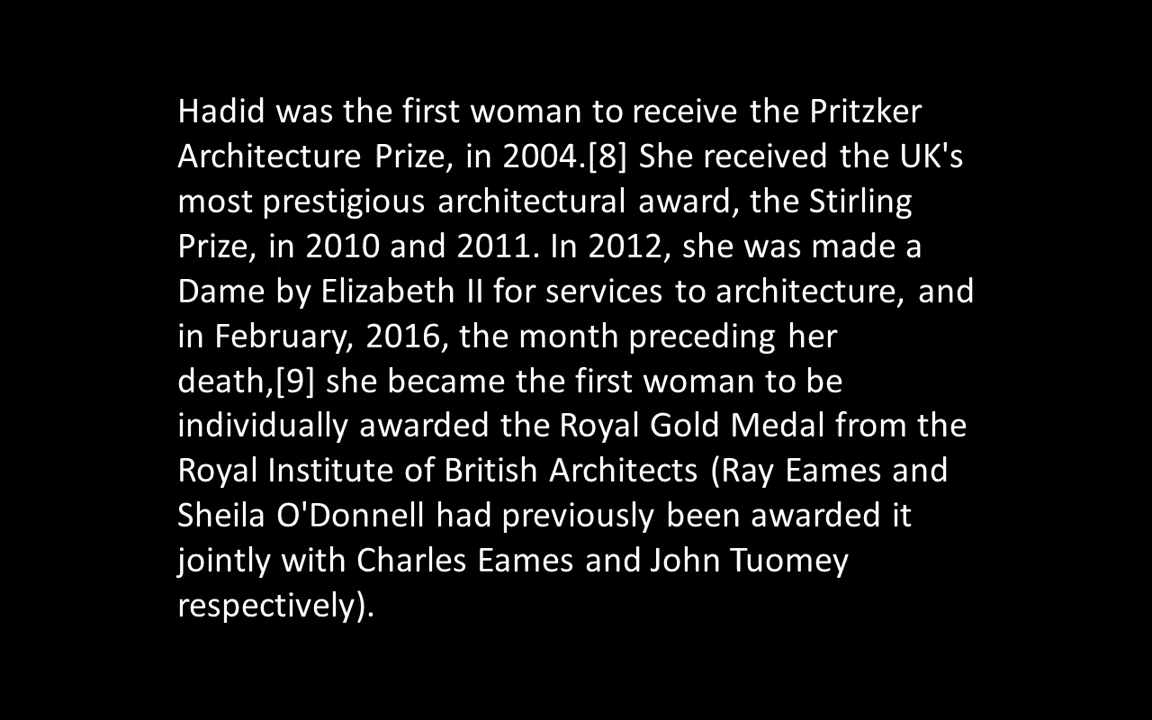 Hadid was the first woman to receive the Pritzker
Architecture Prize, in 2004.[8] She received the UK's
most prestigious architectural award, the Stirling
Prize, in 2010 and 2011. In 2012, she was made a
Dame by Elizabeth II for services to architecture, and
in February, 2016, the month preceding her
death,[9] she became the first woman to be
individually awarded the Royal Gold Medal from the
Royal Institute of British Architects (Ray Eames and
Sheila O'Donnell had previously been awarded it
jointly with Charles Eames and John Tuomey
respectively).